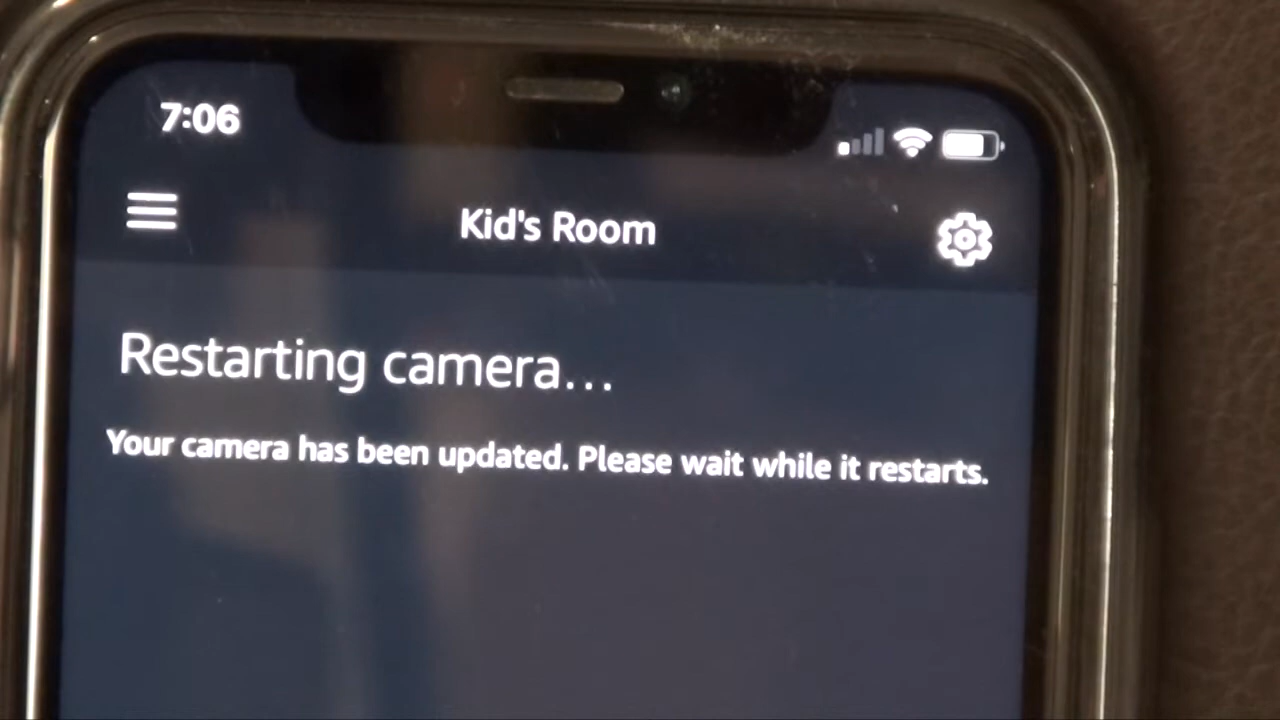 7:06
Kid's Room
Restarting camera...
Your camera has been updated. Please wait while it restarts.